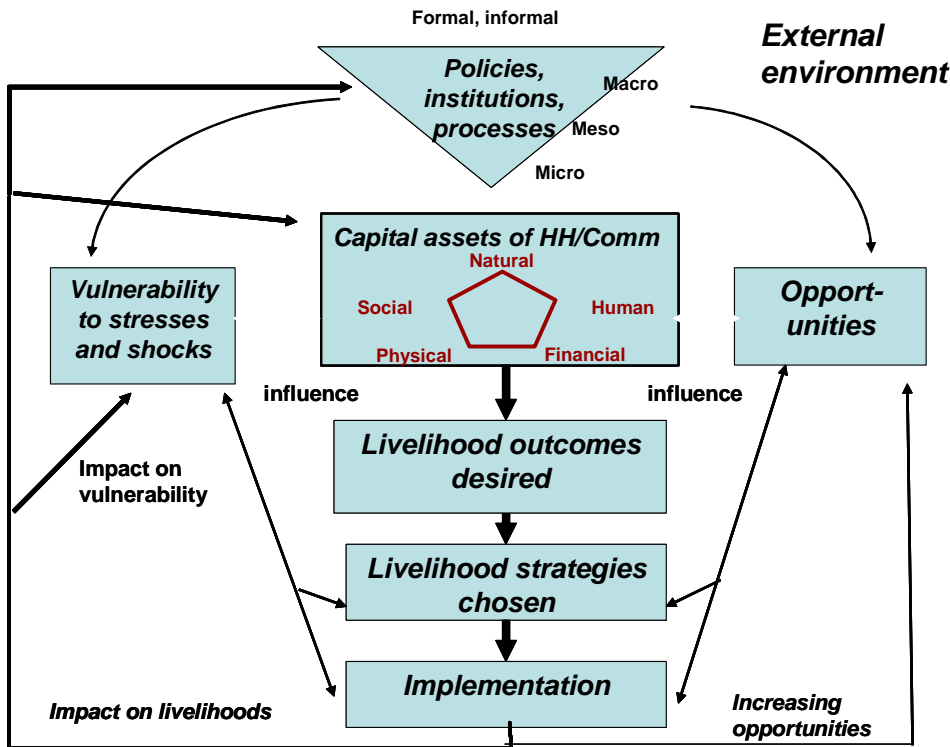 Formal, informal
External
environment
Policies,
institutions,
processes
Macro
Meso
Micro
Capital assets of HH/Comm
Natural
Social
Human
Physical
Financial
Vulnerability
to stresses
and shocks
Opport-
unities
influence
influence
Livelihood outcomes
desired
Impact on
vulnerability
Livelihood strategies
chosen
Implementation
Impact on livelihoods
Increasing
opportunities